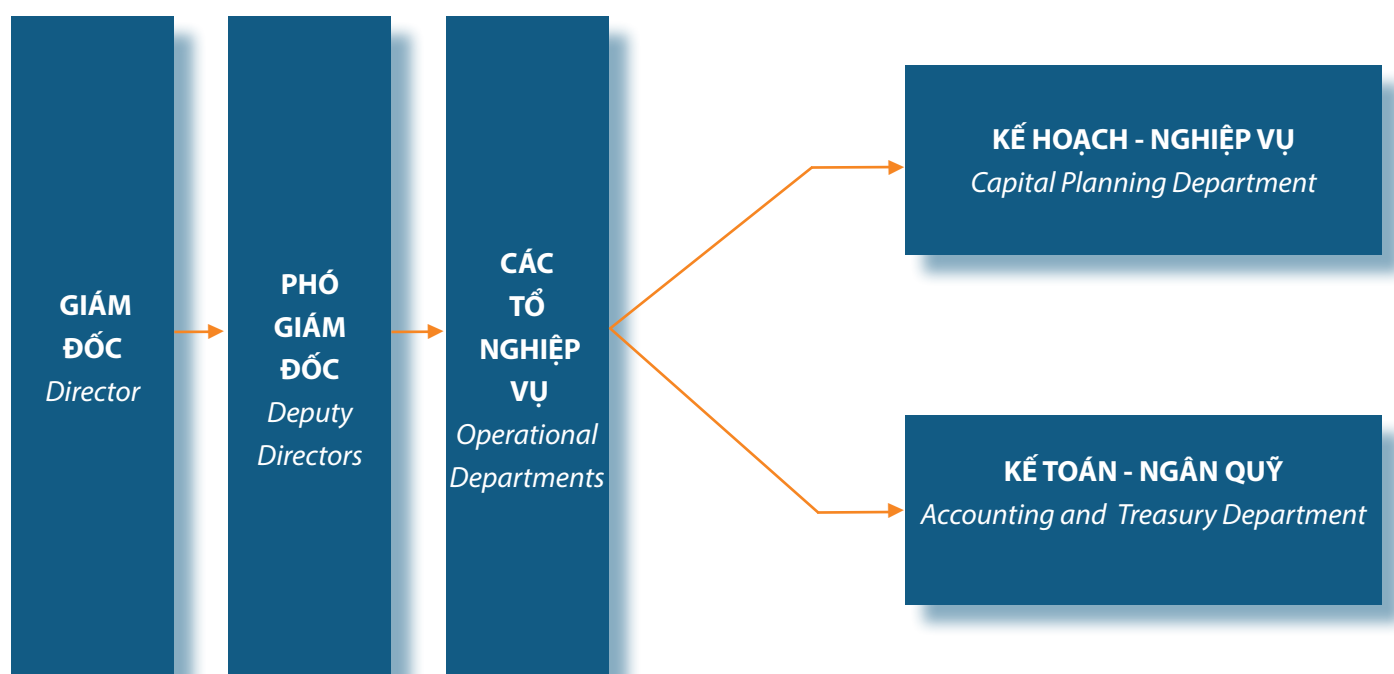 GIÁM
ĐỐC
Director
PHÓ
GIÁM
ĐỐC
Deputy
Directors
CÁC
TỔ
NGHIỆP
VỤ
Operational
Departments
KẾ HOẠCH - NGHIỆP VỤ
Capital Planning Department
KẾ TOÁN - NGÂN QUỸ
Accounting and Treasury Department